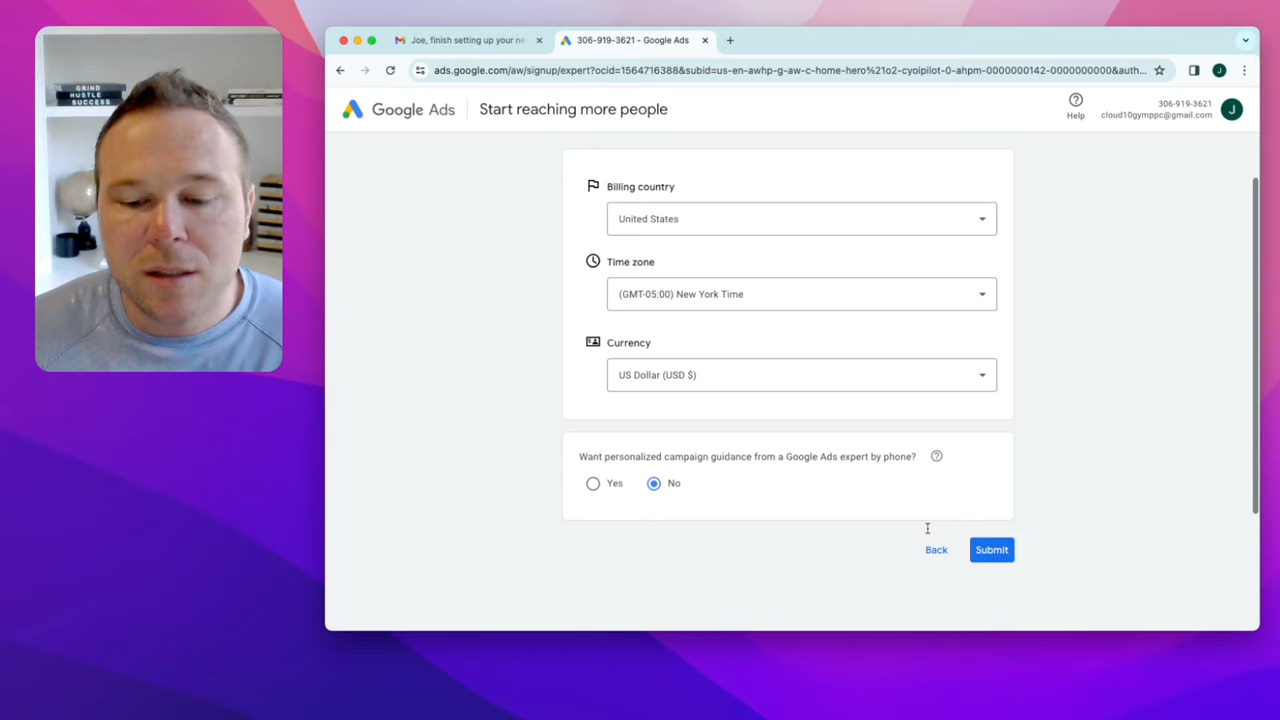 GRIND
HUSTLE
SUCCESS
Joe, finish setting up your ne
306-919-3621 - Google Ads
ads.google.com/aw/signup/expert?ocid=1564716388&subid=us-en-awhp-g-aw-c-home-hero%21o2-cyoipilot-0-ahpm-0000000142-0000000000&auth...
J
Google Ads
Start reaching more people
Help
306-919-3621
cloud10gymppc@gmail.com
J
Billing country
United States
Time zone
(GMT-05:00) New York Time
Currency
US Dollar (USD $)
Want personalized campaign guidance from a Google Ads expert by phone?
Yes
No
Back
Submit